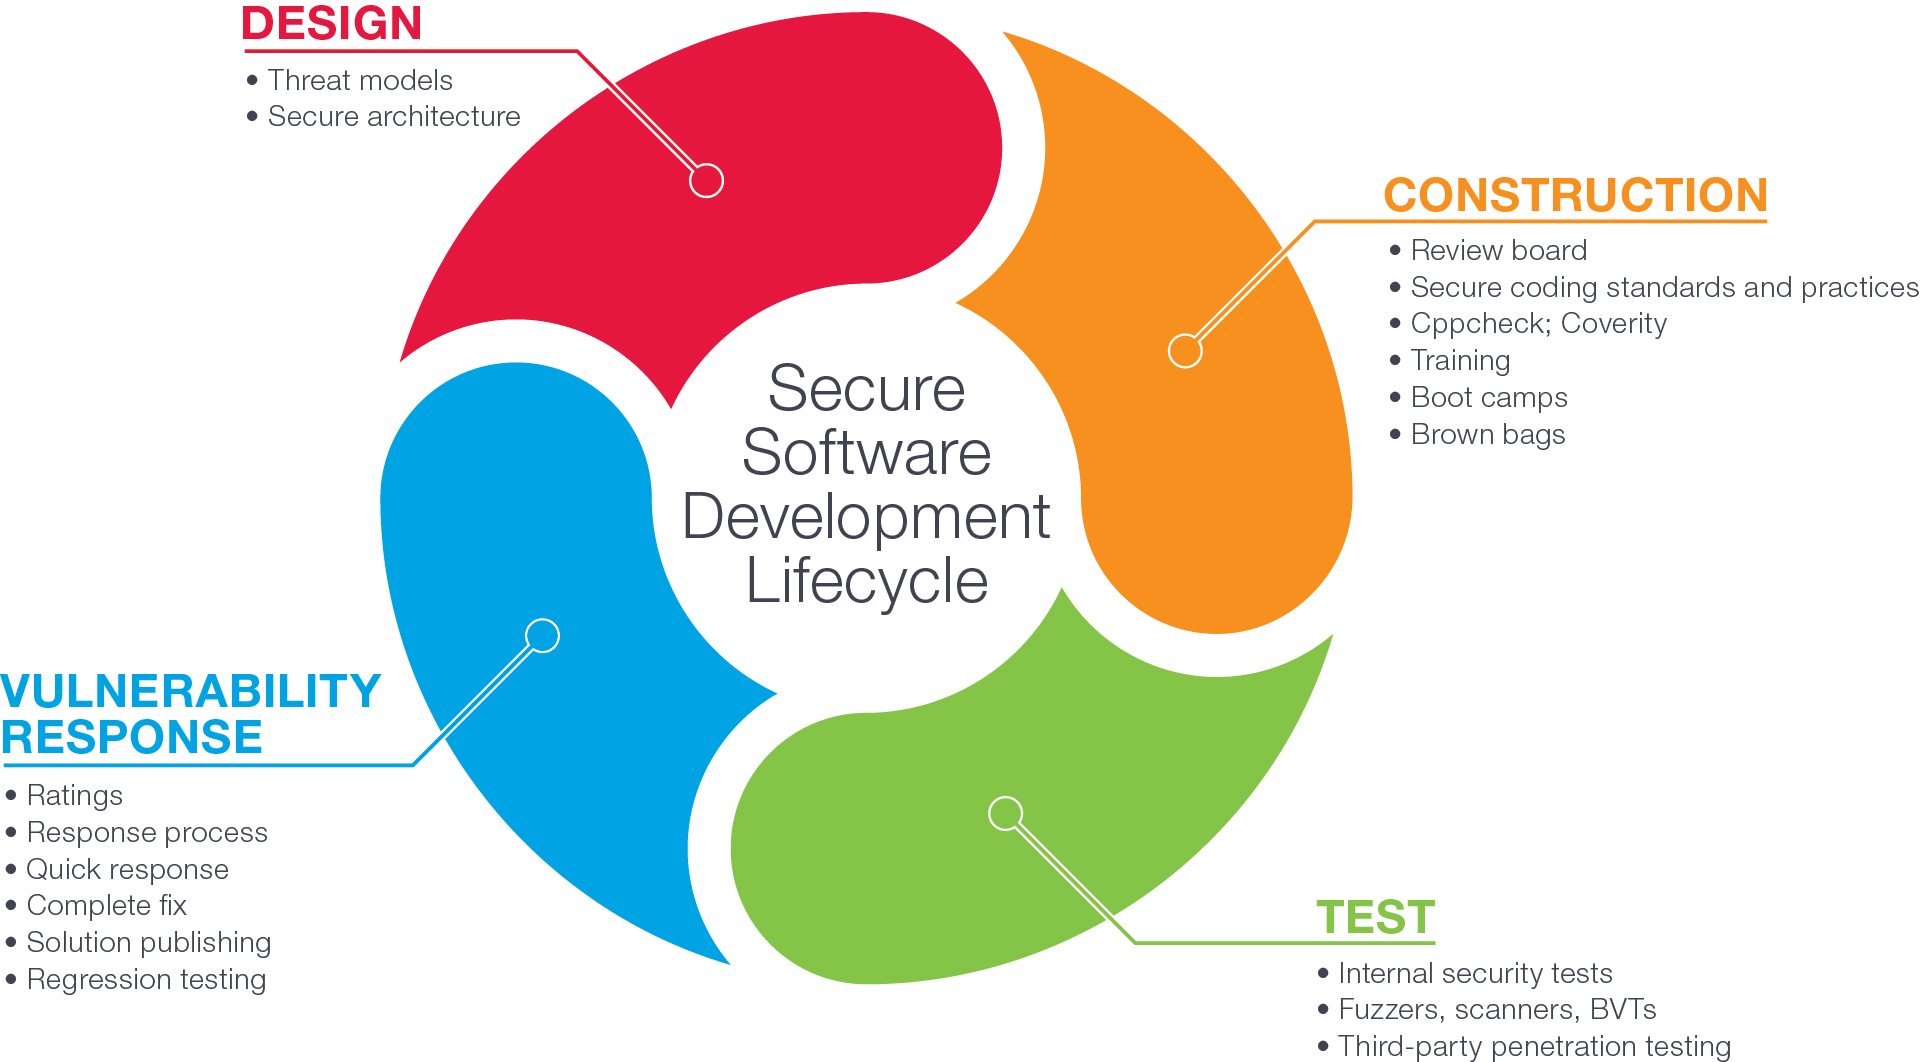 DESIGN
• Threat models
• Secure architecture
CONSTRUCTION
• Review board
• Secure coding standards and practices
• Cppcheck; Coverity
• Training
• Boot camps
• Brown bags
Secure
Software
Development
Lifecycle
VULNERABILITY
RESPONSE
• Ratings
• Response process
• Quick response
• Complete fix
• Solution publishing
• Regression testing
TEST
• Internal security tests
• Fuzzers, scanners, BVTs
• Third-party penetration testing